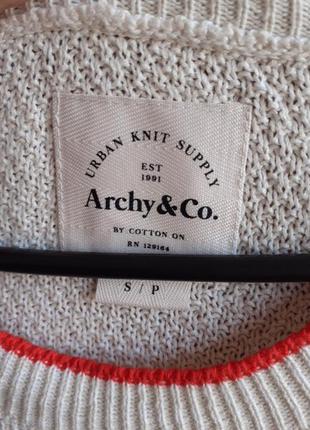 URBAN KNIT SUPPLY
EST
1991
Archy&Co.
BY COTTON ON
RN 129164
S / P